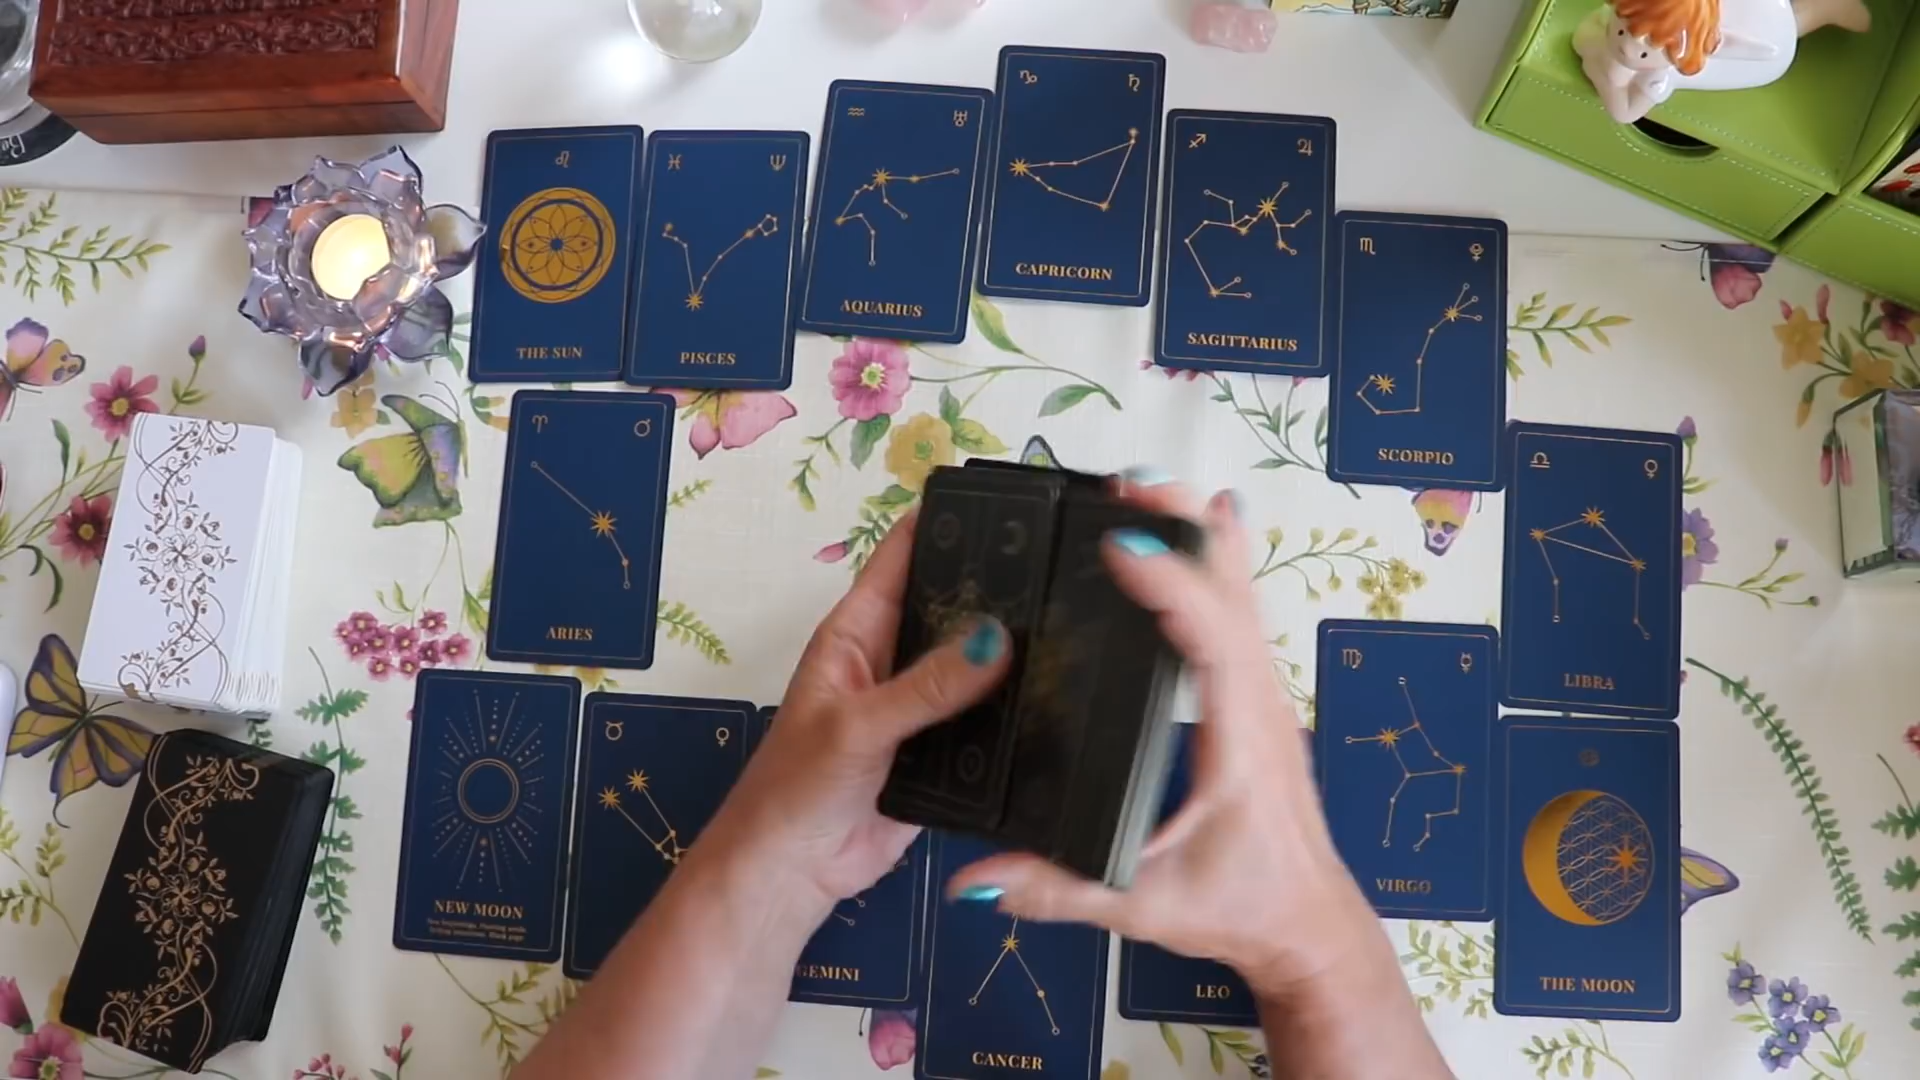 THE SUN
PISCES
AQUARIUS
CAPRICORN
SAGITTARIUS
SCORPIO
ARIES
LIBRA
NEW MOON
GEMINI
CANCER
LEO
VIRGO
THE MOON